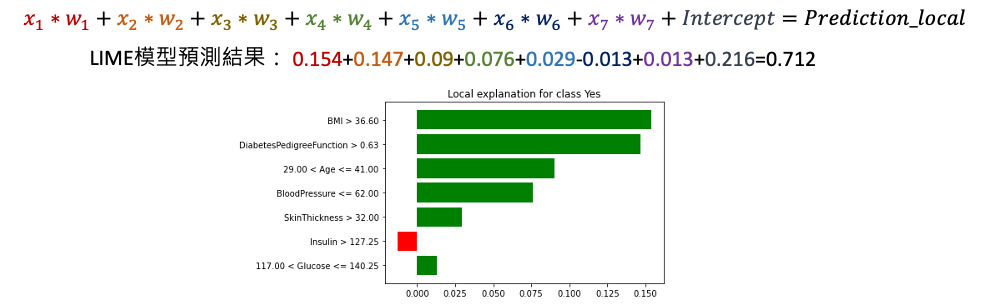 x₁ * w₁ + x₂ * w₂ + x₃ * w₃ + x₄ * w₄ + x₅ * w₅ + x₆ * w₆ + x₇ * w₇ + Intercept = Prediction_local
LIME模型預測結果： 0.154+0.147+0.09+0.076+0.029-0.013+0.013+0.216=0.712
Local explanation for class Yes
BMI > 36.60
DiabetesPedigreeFunction > 0.63
29.00 < Age <= 41.00
BloodPressure <= 62.00
SkinThickness > 32.00
Insulin > 127.25
117.00 < Glucose <= 140.25
0.000 0.025 0.050 0.075 0.100 0.125 0.150